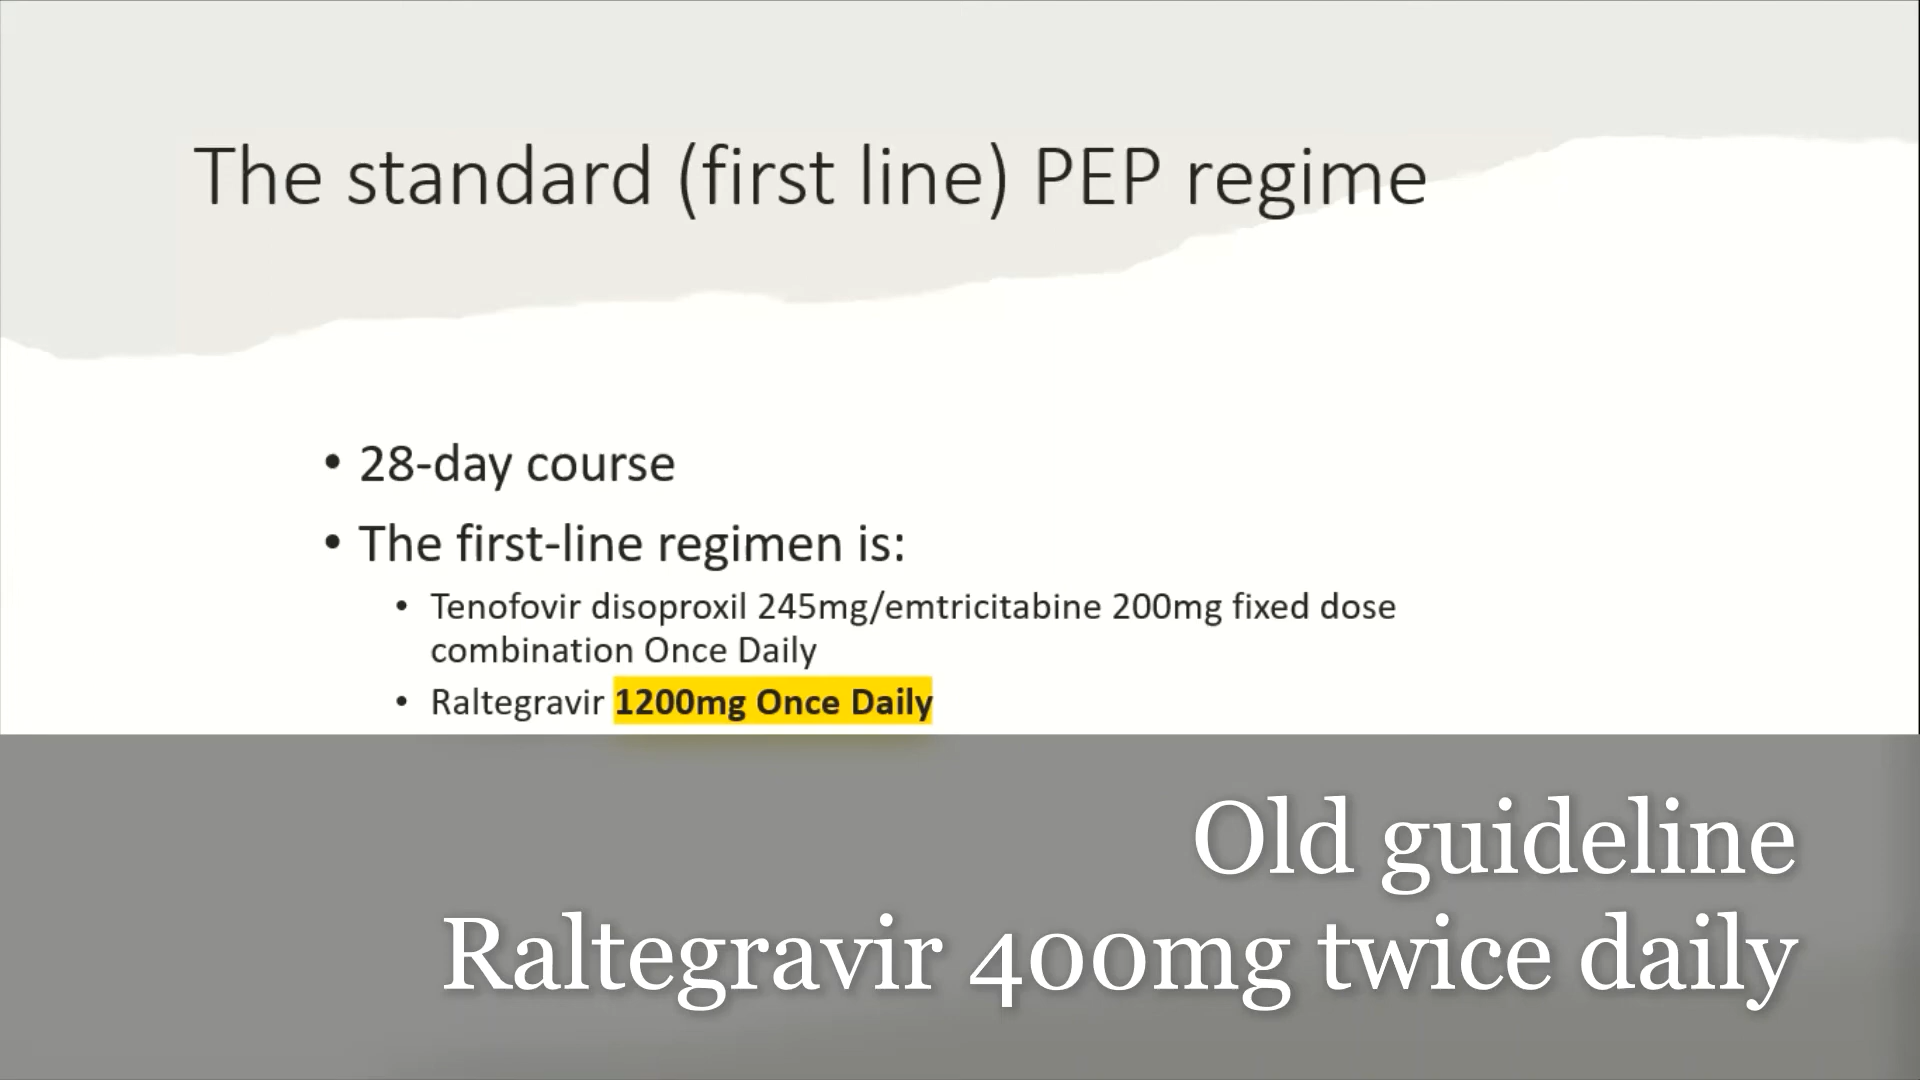 The standard (first line) PEP regime
• 28-day course
• The first-line regimen is:
• Tenofovir disoproxil 245mg/emtricitabine 200mg fixed dose
combination Once Daily
• Raltegravir 1200mg Once Daily
Old guideline
Raltegravir 400mg twice daily